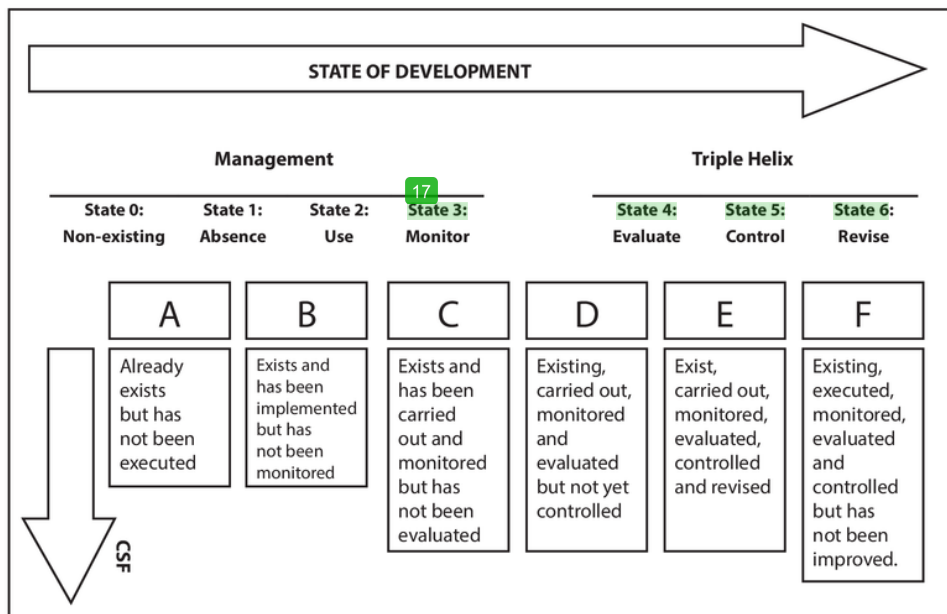 STATE OF DEVELOPMENT
Management
Triple Helix
17
State 0:
Non-existing
State 1:
Absence
State 2:
Use
State 3:
Monitor
State 4:
Evaluate
State 5:
Control
State 6:
Revise
A
Already
exists
but has
not been
executed
B
Exists and
has been
implemented
but has
not been
monitored
C
Exists and
has been
carried
out and
monitored
but has
not been
evaluated
D
Existing,
carried out,
monitored
and
evaluated
but not yet
controlled
E
Exist,
carried out,
monitored,
evaluated,
controlled
and revised
F
Existing,
executed,
monitored,
evaluated
and
controlled
but has
not been
improved.
CSF